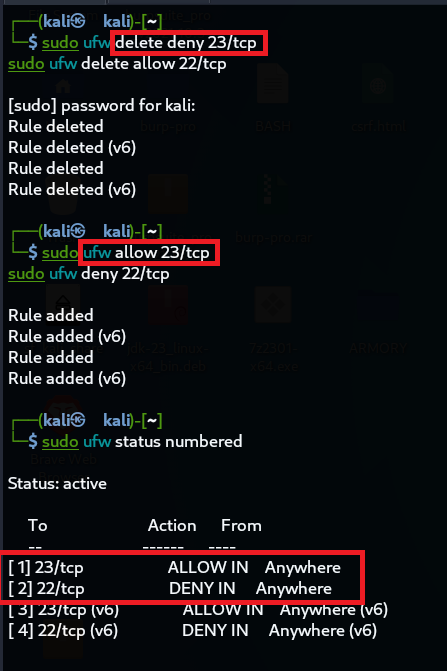 (kali㉿ kali)-[~]
$ sudo ufw delete deny 23/tcp
sudo ufw delete allow 22/tcp
[sudo] password for kali:
Rule deleted
Rule deleted (v6)
Rule deleted
Rule deleted (v6)
(kali㉿ kali)-[~]
$ sudo ufw allow 23/tcp
sudo ufw deny 22/tcp
Rule added
Rule added (v6)
Rule added
Rule added (v6)
(kali㉿ kali)-[~]
$ sudo ufw status numbered
Status: active
To Action From
-- ------ ----
[ 1] 23/tcp ALLOW IN Anywhere
[ 2] 22/tcp DENY IN Anywhere
[ 3] 23/tcp (v6) ALLOW IN Anywhere (v6)
[ 4] 22/tcp (v6) DENY IN Anywhere (v6)